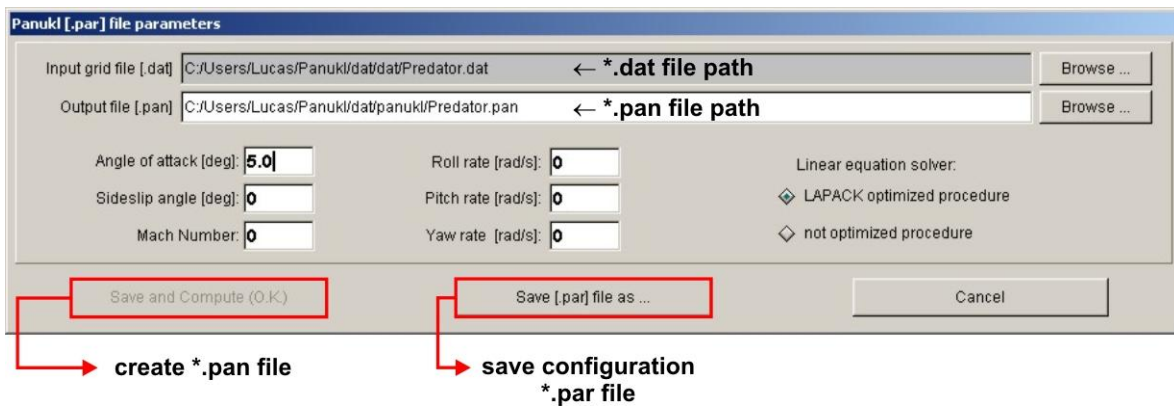 Panukl [.par] file parameters
Input grid file [.dat] C:/Users/Lucas/Panukl/dat/dat/Predator.dat ← *.dat file path Browse ...
Output file [.pan] C:/Users/Lucas/Panukl/dat/panukl/Predator.pan ← *.pan file path Browse ...
Angle of attack [deg]: 5.0 Roll rate [rad/s]: 0 Linear equation solver:
Sideslip angle [deg]: 0 Pitch rate [rad/s]: 0 LAPACK optimized procedure
Mach Number: 0 Yaw rate [rad/s]: 0 not optimized procedure
Save and Compute (O.K.) Save [.par] file as ... Cancel
create *.pan file save configuration
*.par file